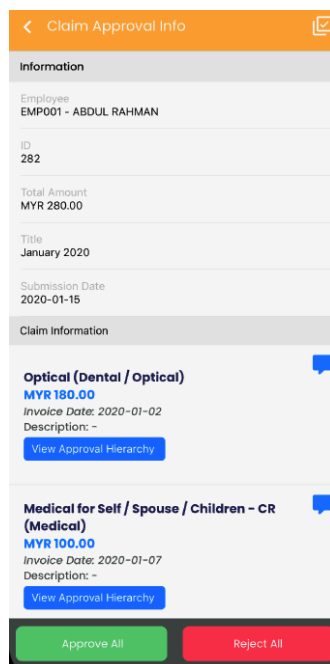 Claim Approval Info
Information
Employee
EMP001 - ABDUL RAHMAN
ID
282
Total Amount
MYR 280.00
Title
January 2020
Submission Date
2020-01-15
Claim Information
Optical (Dental / Optical)
MYR 180.00
Invoice Date: 2020-01-02
Description: -
View Approval Hierarchy
Medical for Self / Spouse / Children - CR
(Medical)
MYR 100.00
Invoice Date: 2020-01-07
Description: -
View Approval Hierarchy
Approve All
Reject All